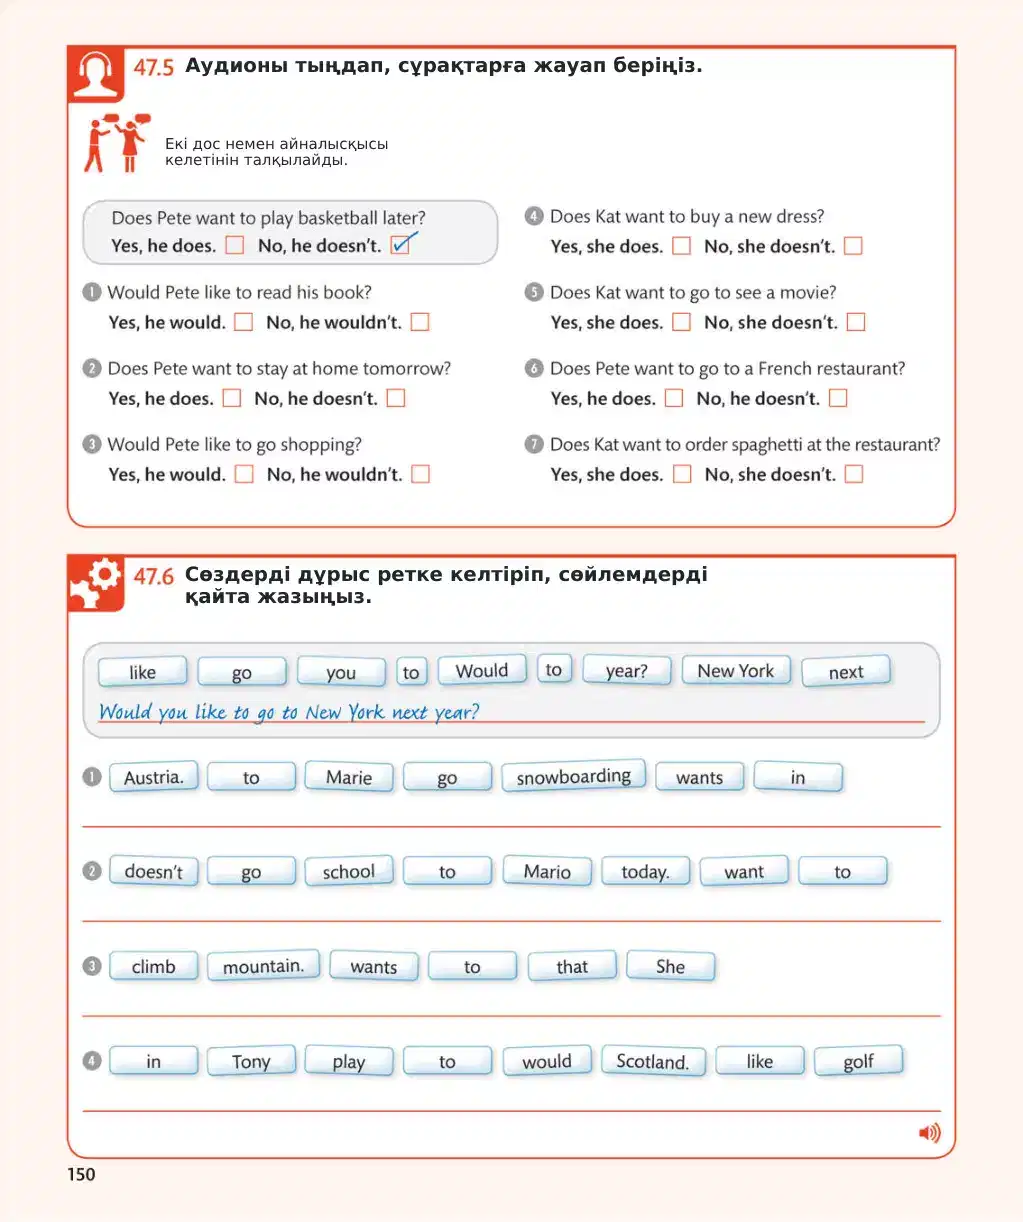 47.5 Аудионы тыңдап, сұрақтарға жауап беріңіз.
Екі дос немен айналысқысы
келетінін талқылайды.
Does Pete want to play basketball later?
Yes, he does. No, he doesn't.
1 Would Pete like to read his book?
Yes, he would. No, he wouldn't.
2 Does Pete want to stay at home tomorrow?
Yes, he does. No, he doesn't.
3 Would Pete like to go shopping?
Yes, he would. No, he wouldn't.
4 Does Kat want to buy a new dress?
Yes, she does. No, she doesn't.
5 Does Kat want to go to see a movie?
Yes, she does. No, she doesn't.
6 Does Pete want to go to a French restaurant?
Yes, he does. No, he doesn't.
7 Does Kat want to order spaghetti at the restaurant?
Yes, she does. No, she doesn't.
47.6 Сөздерді дұрыс ретке келтіріп, сөйлемдерді
қайта жазыңыз.
like go you to Would to year? New York next
Would you like to go to New York next year?
1 Austria. to Marie go snowboarding wants in
2 doesn't go school to Mario today. want to
3 climb mountain. wants to that She
4 in Tony play to would Scotland. like golf
150